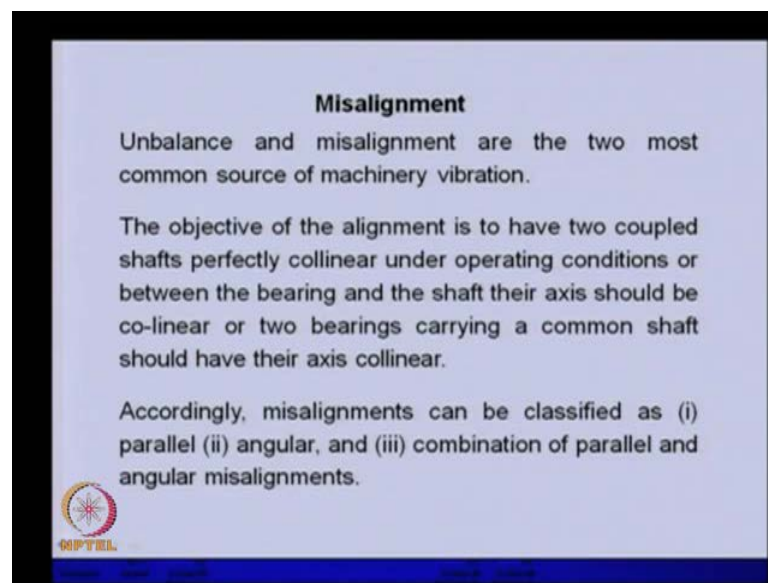 Misalignment
Unbalance and misalignment are the two most
common source of machinery vibration.
The objective of the alignment is to have two coupled
shafts perfectly collinear under operating conditions or
between the bearing and the shaft their axis should be
co-linear or two bearings carrying a common shaft
should have their axis collinear.
Accordingly, misalignments can be classified as (i)
parallel (ii) angular, and (iii) combination of parallel and
angular misalignments.
NPTEL